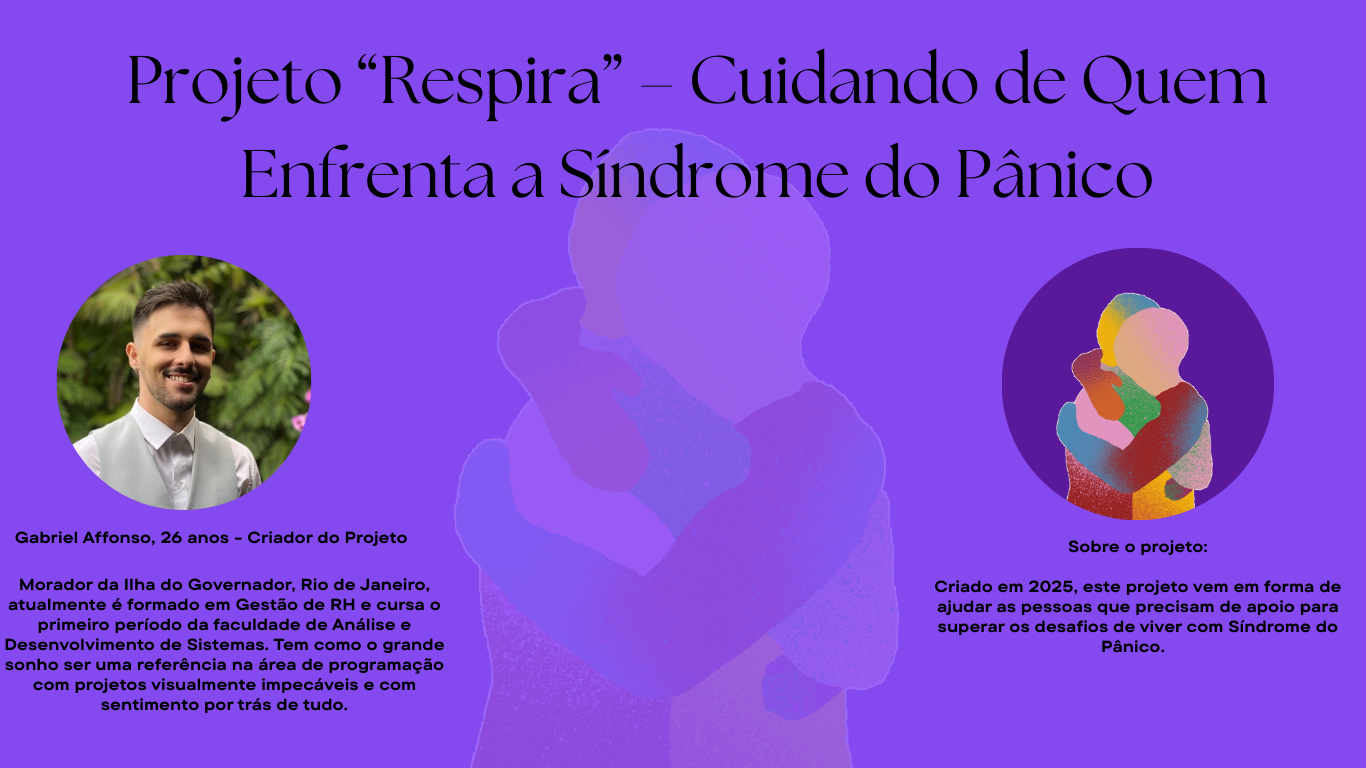 Projeto “Respira” – Cuidando de Quem
Enfrenta a Síndrome do Pânico
Gabriel Affonso, 26 anos – Criador do Projeto
Morador da Ilha do Governador, Rio de Janeiro,
atualmente é formado em Gestão de RH e cursa o
primeiro período da faculdade de Análise e
Desenvolvimento de Sistemas. Tem como o grande
sonho ser uma referência na área de programação
com projetos visualmente impecáveis e com
sentimento por trás de tudo.
Sobre o projeto:
Criado em 2025, este projeto vem em forma de
ajudar as pessoas que precisam de apoio para
superar os desafios de viver com Síndrome do
Pânico.